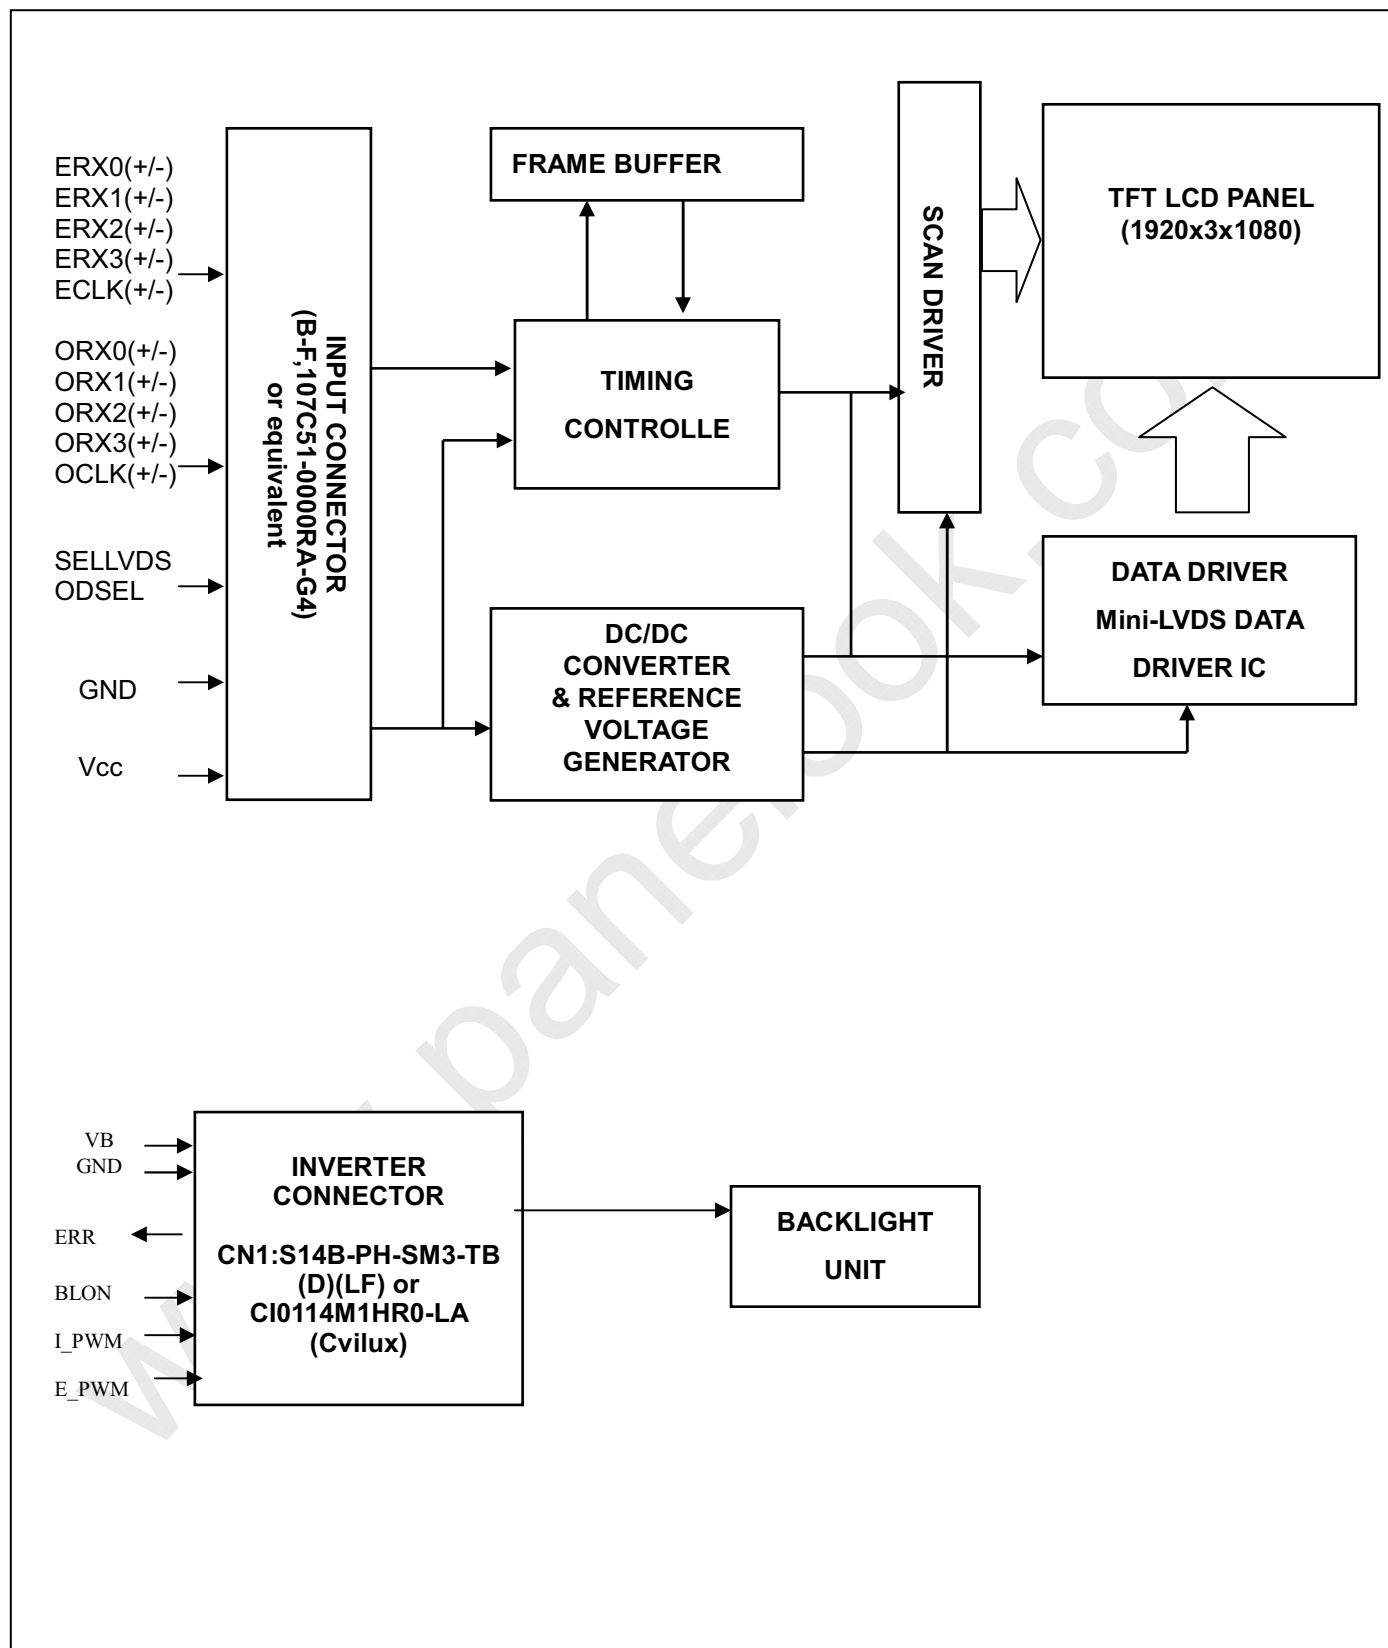 ERX0(+/-)
ERX1(+/-)
ERX2(+/-)
ERX3(+/-)
ECLK(+/-)
ORX0(+/-)
ORX1(+/-)
ORX2(+/-)
ORX3(+/-)
OCLK(+/-)
SELLVDS
ODSEL
GND
Vcc
INPUT CONNECTOR
(B-F,107C51-0000RA-G4)
or equivalent
FRAME BUFFER
TIMING
CONTROLLE
DC/DC
CONVERTER
& REFERENCE
VOLTAGE
GENERATOR
SCAN DRIVER
TFT LCD PANEL
(1920x3x1080)
DATA DRIVER
Mini-LVDS DATA
DRIVER IC
VB
GND
ERR
BLON
I_PWM
E_PWM
INVERTER
CONNECTOR
CN1:S14B-PH-SM3-TB
(D)(LF) or
CI0114M1HR0-LA
(Cvilux)
BACKLIGHT
UNIT